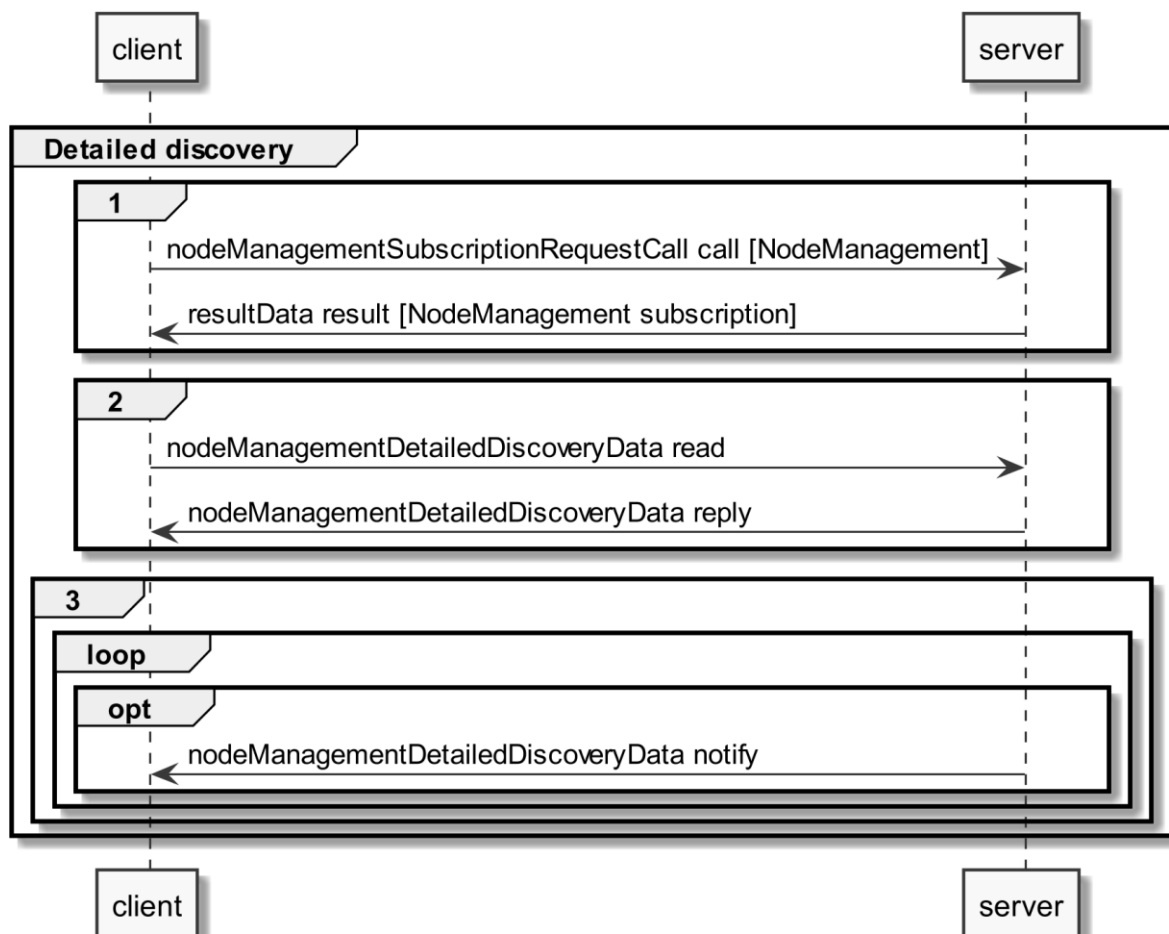 client
server
Detailed discovery
1
nodeManagementSubscriptionRequestCall call [NodeManagement]
resultData result [NodeManagement subscription]
2
nodeManagementDetailedDiscoveryData read
nodeManagementDetailedDiscoveryData reply
3
loop
opt
nodeManagementDetailedDiscoveryData notify
client
server